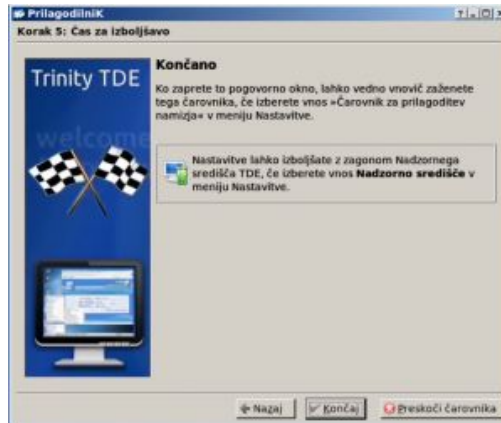 PrilagodilniK
Korak 5: Čas za izboljšavo
Trinity TDE
welcome
Končano
Ko zaprete to pogovorno okno, lahko vedno vnovič zaženete
tega čarovnika, če izberete vnos »Čarovnik za prilagoditev
namizja« v meniju Nastavitve.
Nastavitve lahko izboljšate z zagonom Nadzornega
središča TDE, če izberete vnos Nadzorno središče v
meniju Nastavitve.
Nazaj
Končaj
Preskoči čarovnika